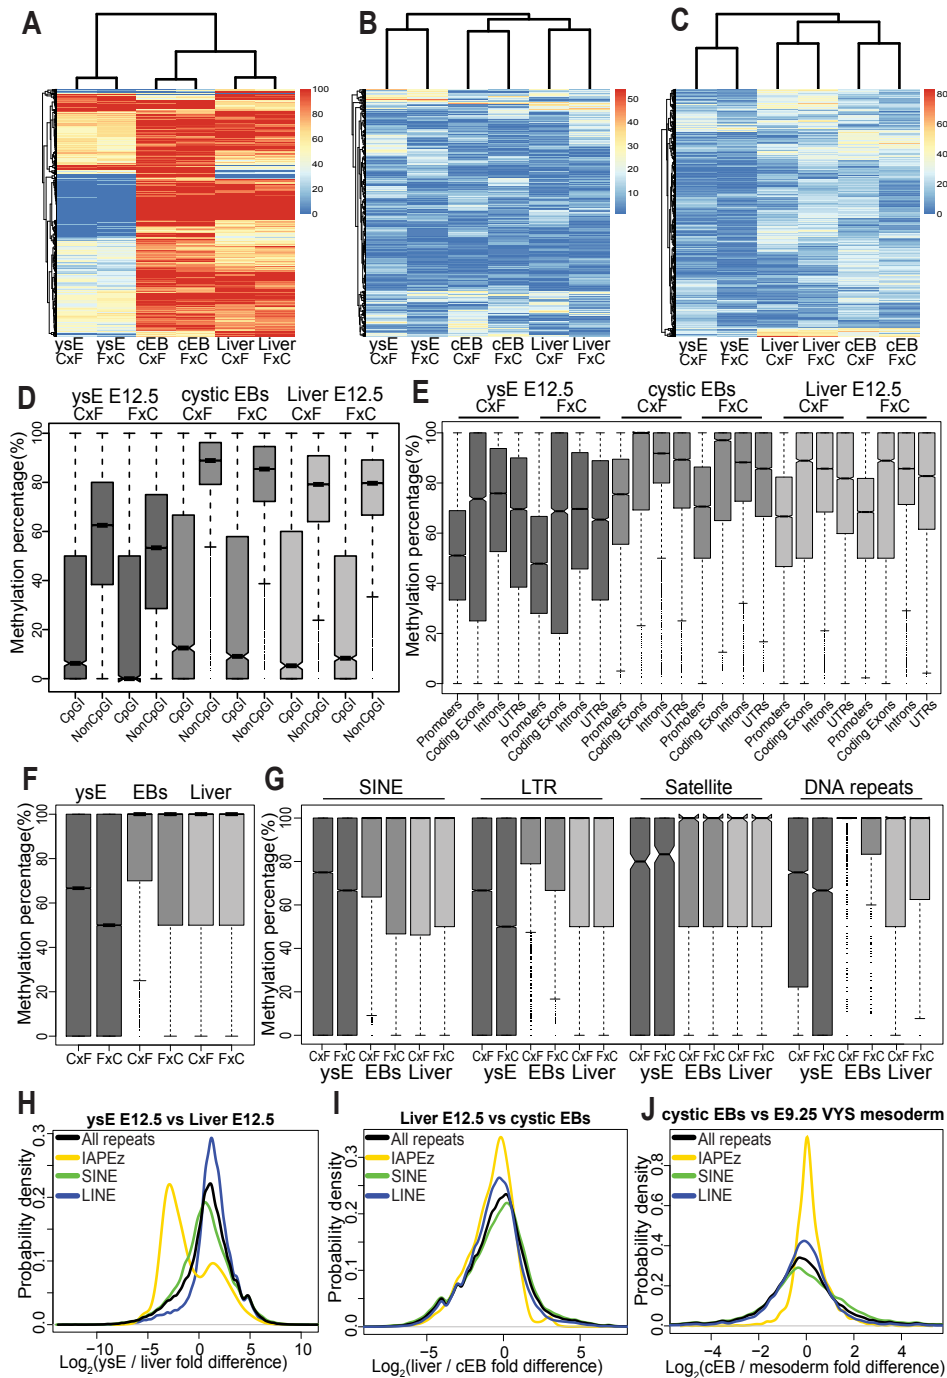 A
B
C
100
80
60
40
20
0
50
40
30
20
10
80
60
40
20
0
ysE ysE cEB cEB Liver Liver
CxF FxC CxF FxC CxF FxC
ysE ysE cEB cEB Liver Liver
CxF FxC CxF FxC CxF FxC
ysE ysE Liver Liver cEB cEB
CxF FxC CxF FxC CxF FxC
D
ysE E12.5 cystic EBs Liver E12.5
CxF FxC CxF FxC CxF FxC
Methylation percentage(%)
100
80
60
40
20
0
CpGI NonCpGI CpGI NonCpGI CpGI NonCpGI CpGI NonCpGI CpGI NonCpGI CpGI NonCpGI
E
ysE E12.5 cystic EBs Liver E12.5
CxF FxC CxF FxC CxF FxC
Methylation percentage(%)
100
80
60
40
20
0
Promoters Coding Exons Introns UTRs Promoters Coding Exons Introns UTRs Promoters Coding Exons Introns UTRs Promoters Coding Exons Introns UTRs Promoters Coding Exons Introns UTRs Promoters Coding Exons Introns UTRs
F
ysE EBs Liver
Methylation percentage(%)
100
80
60
40
20
0
CxF FxC CxF FxC CxF FxC
G
SINE LTR Satellite DNA repeats
Methylation percentage(%)
100
80
60
40
20
0
CxF FxC CxF FxC CxF FxC CxF FxC CxF FxC CxF FxC CxF FxC CxF FxC CxF FxC CxF FxC CxF FxC CxF FxC
ysE EBs Liver ysE EBs Liver ysE EBs Liver ysE EBs Liver
H
ysE E12.5 vs Liver E12.5
All repeats
IAPEz
SINE
LINE
Probability density
0.3
0.2
0.1
0.0
−10 −5 0 5 10
Log2(ysE / liver fold difference)
I
Liver E12.5 vs cystic EBs
All repeats
IAPEz
SINE
LINE
Probability density
0.3
0.2
0.1
0.0
−5 0 5
Log2(liver / cEB fold difference)
J
cystic EBs vs E9.25 VYS mesoderm
All repeats
IAPEz
SINE
LINE
Probability density
0.8
0.6
0.4
0.2
0.0
−4 −2 0 2 4
Log2(cEB / mesoderm fold difference)